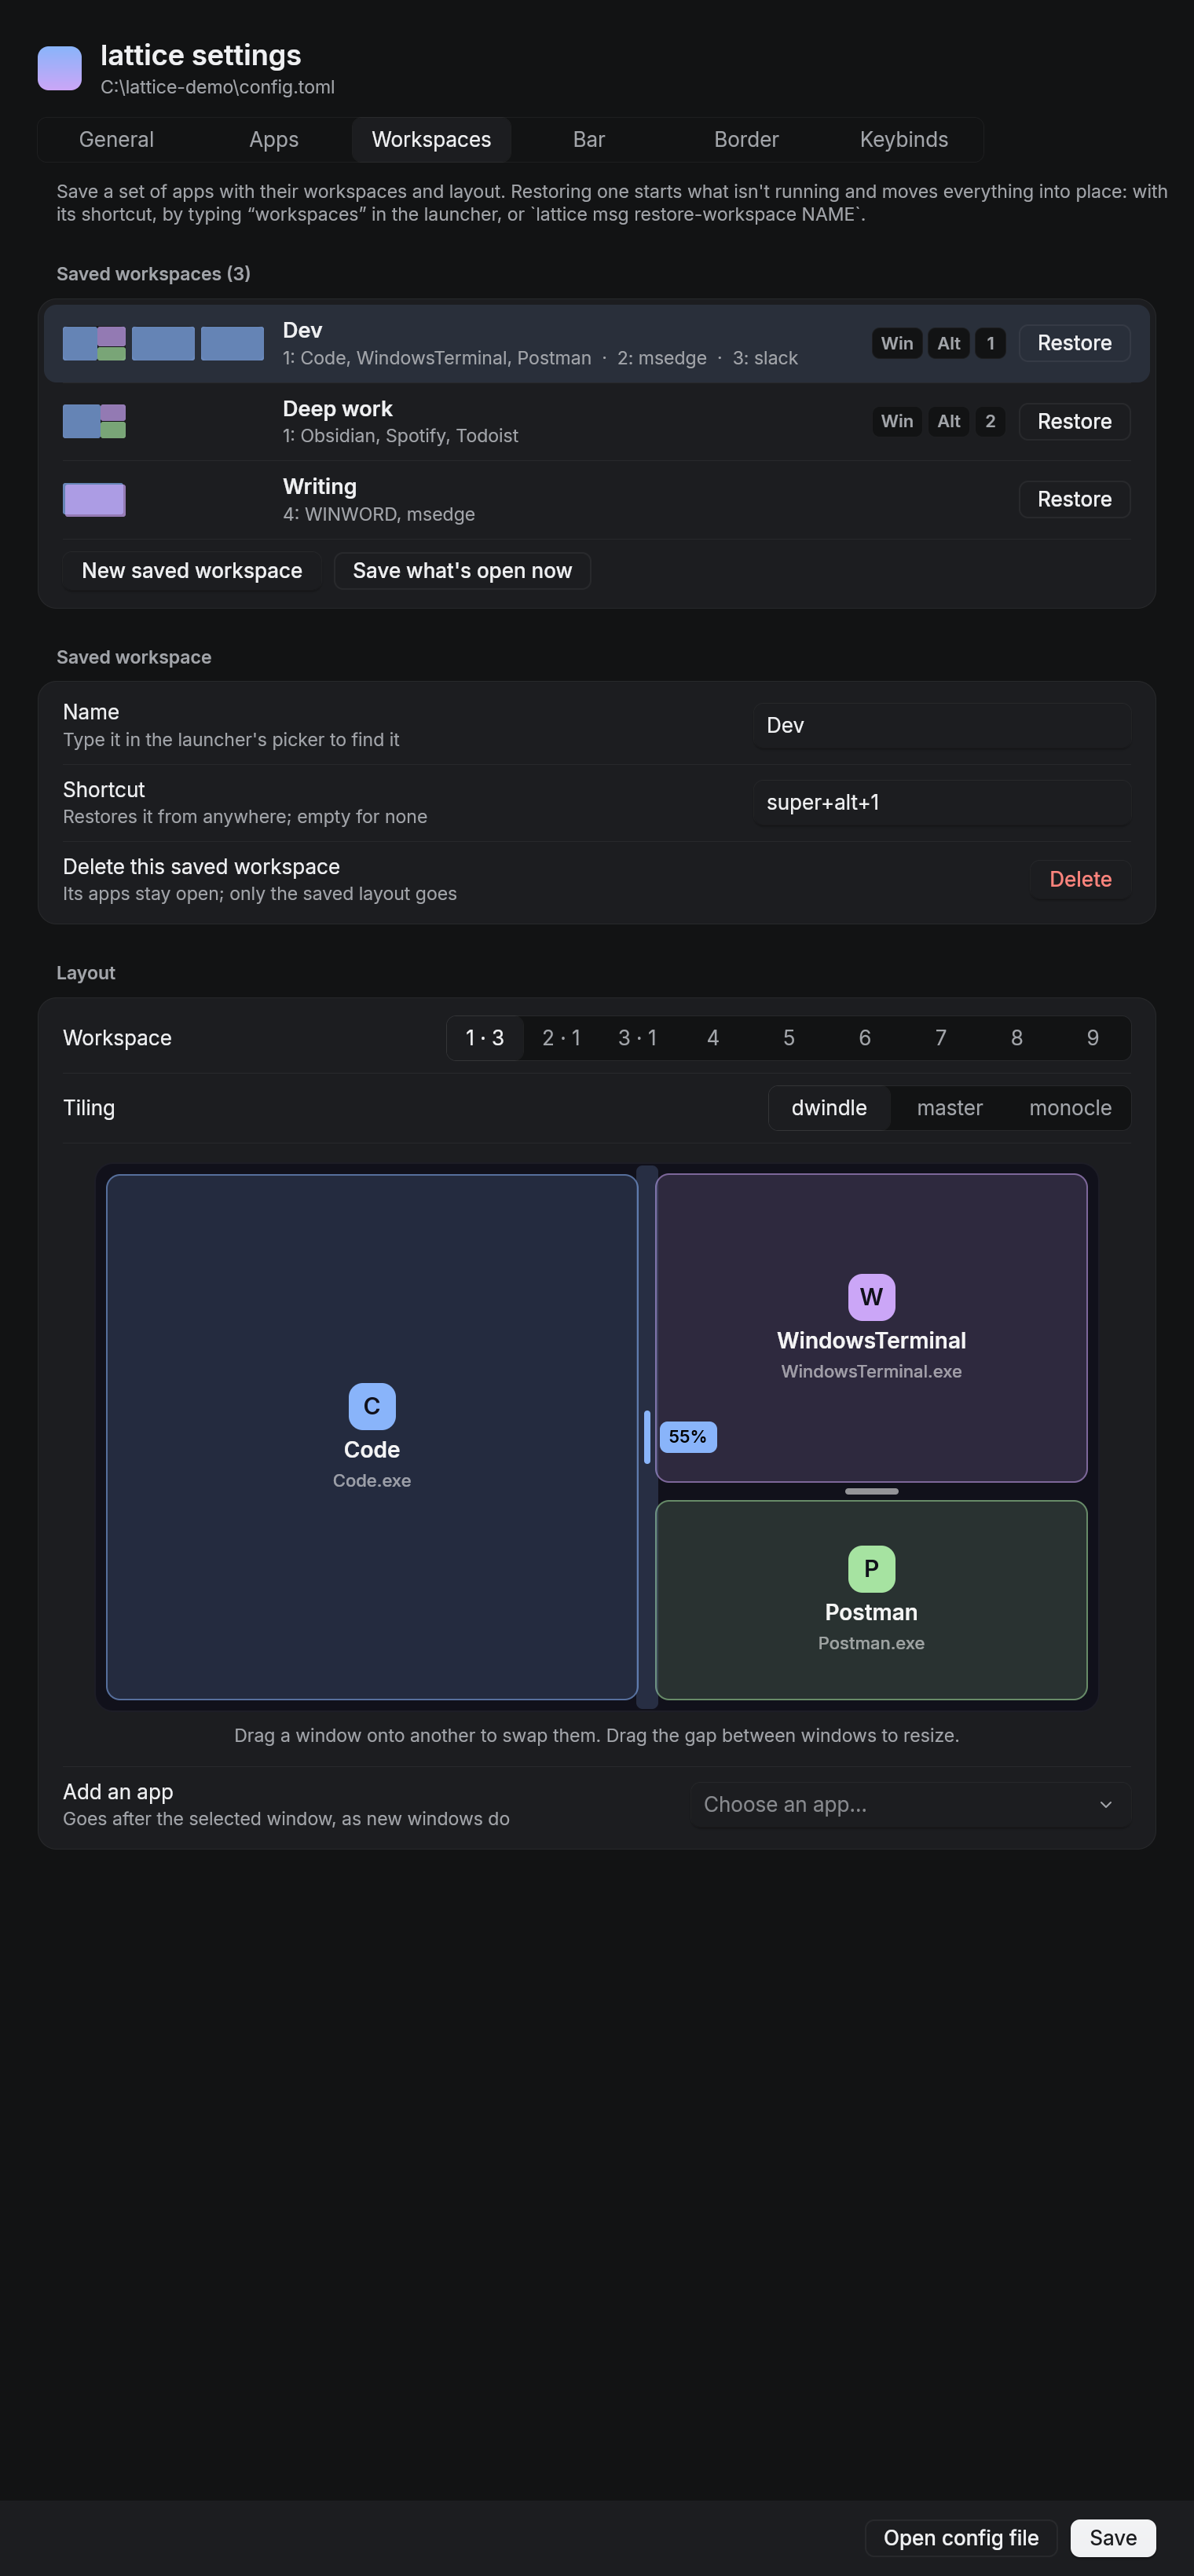 lattice settings
C:\lattice-demo\config.toml
General Apps Workspaces Bar Border Keybinds
Save a set of apps with their workspaces and layout. Restoring one starts what isn't running and moves everything into place: with
its shortcut, by typing “workspaces” in the launcher, or `lattice msg restore-workspace NAME`.
Saved workspaces (3)
Dev
1: Code, WindowsTerminal, Postman · 2: msedge · 3: slack
Win Alt 1 Restore
Deep work
1: Obsidian, Spotify, Todoist
Win Alt 2 Restore
Writing
4: WINWORD, msedge
Restore
New saved workspace Save what's open now
Saved workspace
Name
Type it in the launcher's picker to find it
Dev
Shortcut
Restores it from anywhere; empty for none
super+alt+1
Delete this saved workspace
Its apps stay open; only the saved layout goes
Delete
Layout
Workspace 1 · 3 2 · 1 3 · 1 4 5 6 7 8 9
Tiling dwindle master monocle
C
Code
Code.exe
W
WindowsTerminal
WindowsTerminal.exe
55%
P
Postman
Postman.exe
Drag a window onto another to swap them. Drag the gap between windows to resize.
Add an app
Goes after the selected window, as new windows do
Choose an app...
Open config file Save